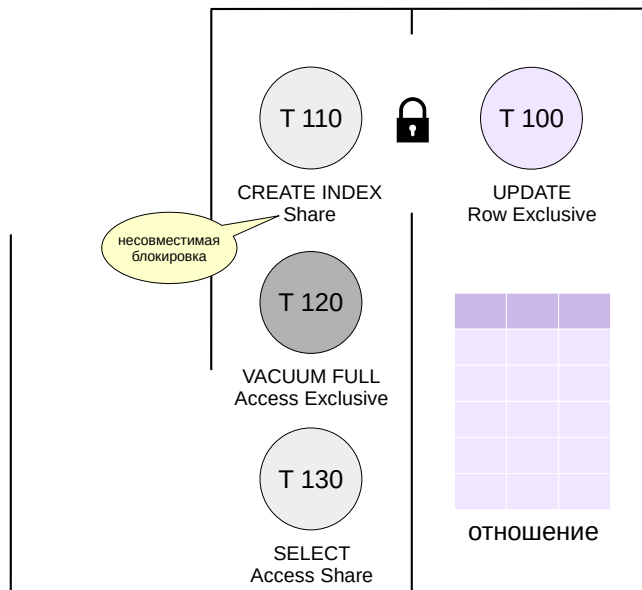 T 110
T 100
CREATE INDEX
Share
UPDATE
Row Exclusive
несовместимая
блокировка
T 120
VACUUM FULL
Access Exclusive
T 130
отношение
SELECT
Access Share